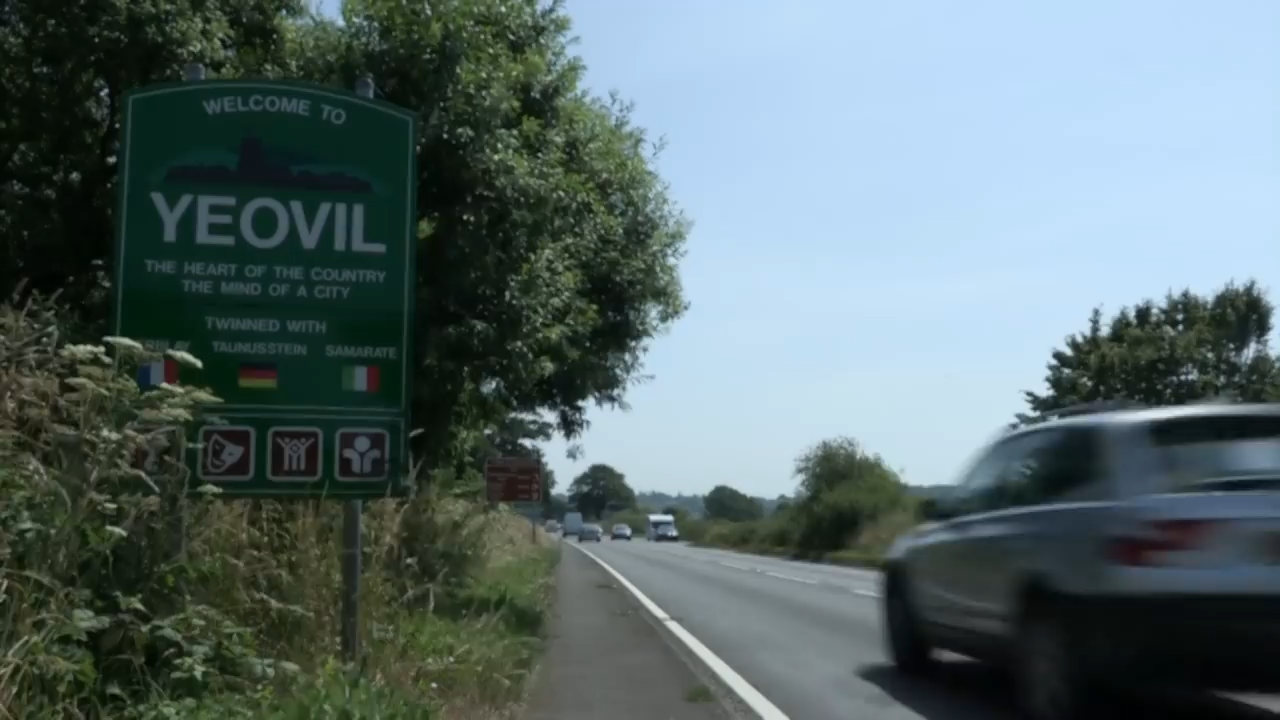 WELCOME TO
YEOVIL
THE HEART OF THE COUNTRY
THE MIND OF A CITY
TWINNED WITH
TAUNUSSTEIN SAMARATE